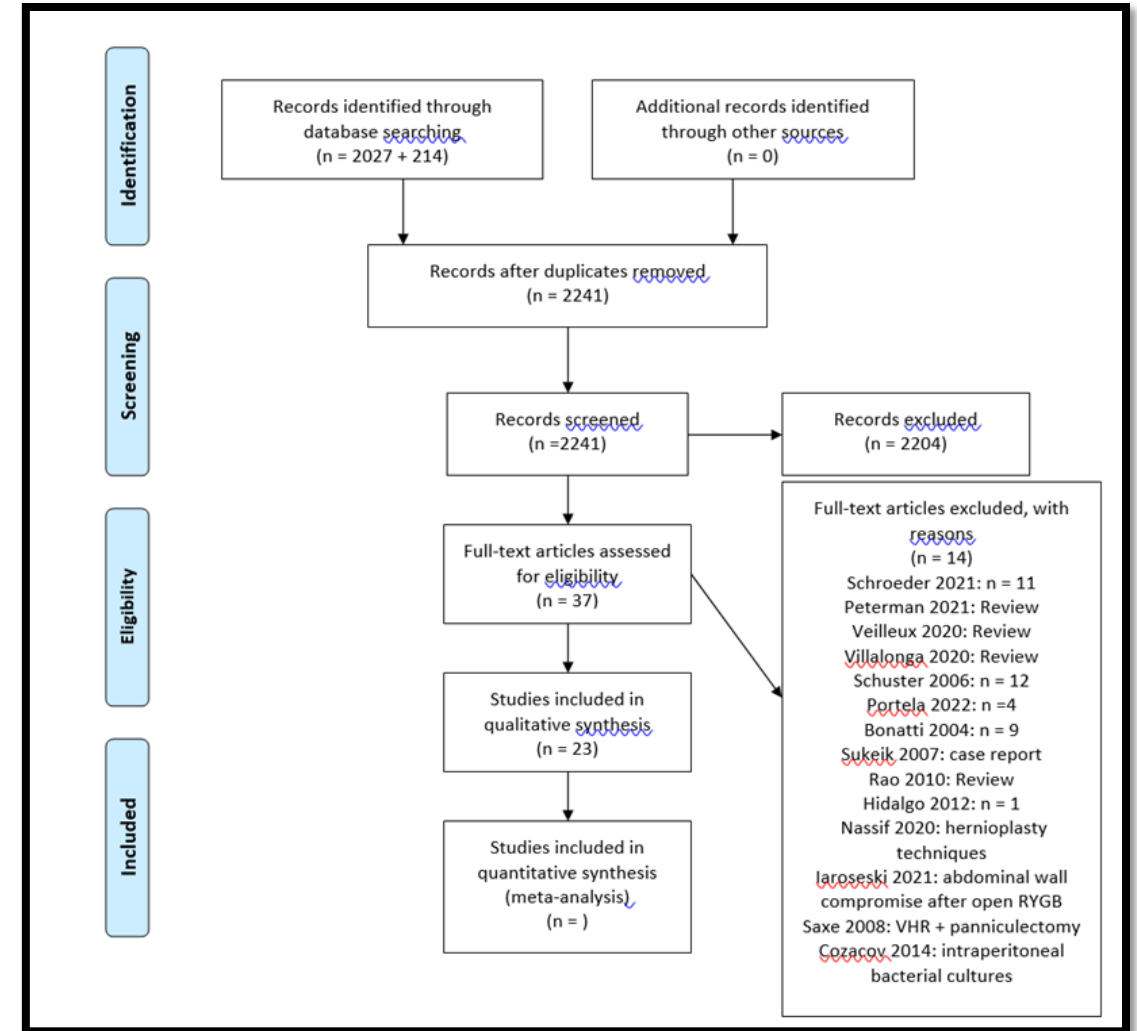 Identification
Records identified through
database searching
(n = 2027 + 214)
Additional records identified
through other sources
(n = 0)
Records after duplicates removed
(n = 2241)
Screening
Records screened
(n =2241)
Records excluded
(n = 2204)
Eligibility
Full-text articles assessed
for eligibility
(n = 37)
Full-text articles excluded, with
reasons
(n = 14)
Schroeder 2021: n = 11
Peterman 2021: Review
Veilleux 2020: Review
Villalonga 2020: Review
Schuster 2006: n = 12
Portela 2022: n =4
Bonatti 2004: n = 9
Sukeik 2007: case report
Rao 2010: Review
Hidalgo 2012: n = 1
Nassif 2020: hernioplasty
techniques
Iaroseski 2021: abdominal wall
compromise after open RYGB
Saxe 2008: VHR + panniculectomy
Cozacov 2014: intraperitoneal
bacterial cultures
Studies included in
qualitative synthesis
(n = 23)
Included
Studies included in
quantitative synthesis
(meta-analysis)
(n = )